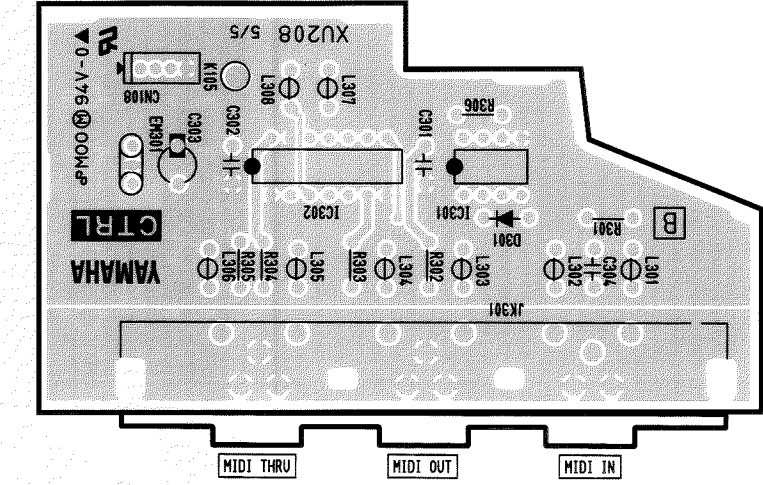 XU208 5/5
94V-0
PM00 M
CN108
K105
L308
L307
EM301
C303
C302
C301
R306
IC302
IC301
D301
R301
B
CTRL
YAMAHA
L306
R305
R304
L305
R303
L304
R302
L303
L302
C304
L301
JK301
MIDI THRU
MIDI OUT
MIDI IN